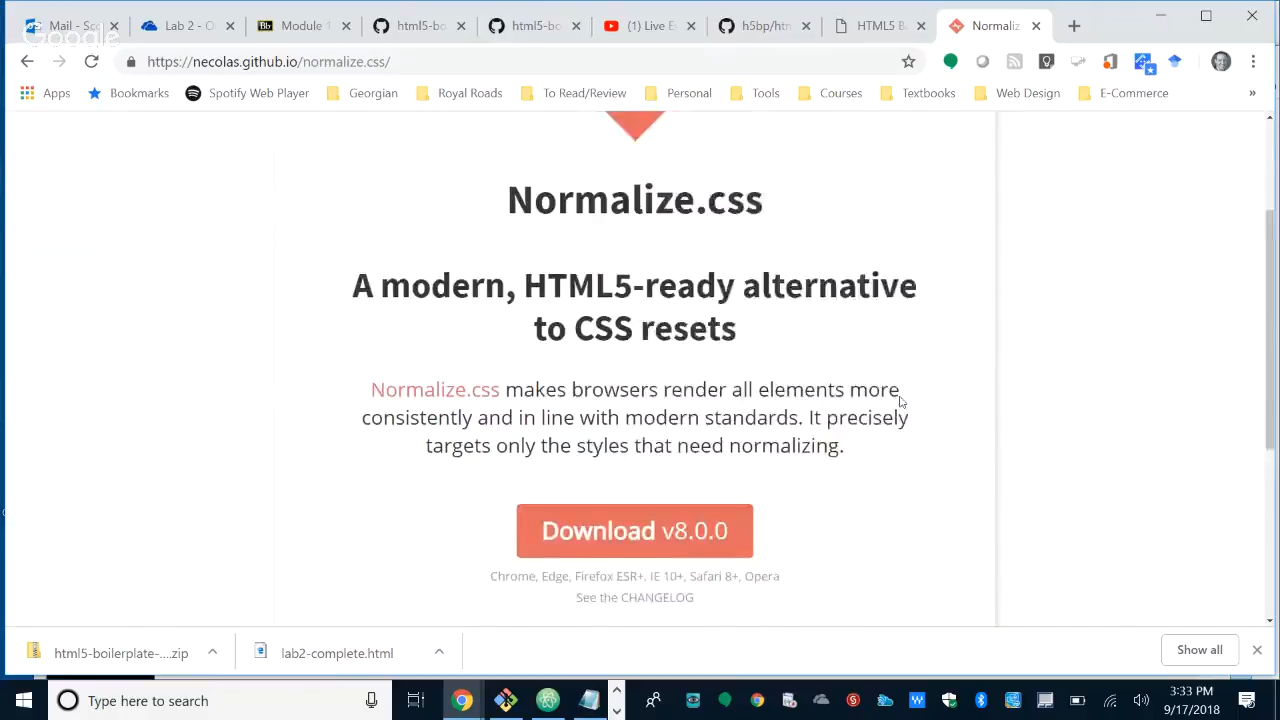 Mail - Sco
Lab 2 - O
Module 1
html5-bo
html5-bo
(1) Live E
h5bp/htm
HTML5 B
Normaliz
Google
https://necolas.github.io/normalize.css/
Apps
Bookmarks
Spotify Web Player
Georgian
Royal Roads
To Read/Review
Personal
Tools
Courses
Textbooks
Web Design
E-Commerce
»
Normalize.css
A modern, HTML5-ready alternative
to CSS resets
Normalize.css makes browsers render all elements more
consistently and in line with modern standards. It precisely
targets only the styles that need normalizing.
Download v8.0.0
Chrome, Edge, Firefox ESR+, IE 10+, Safari 8+, Opera
See the CHANGELOG
html5-boilerplate-....zip
lab2-complete.html
Show all
Type here to search
3:33 PM
9/17/2018